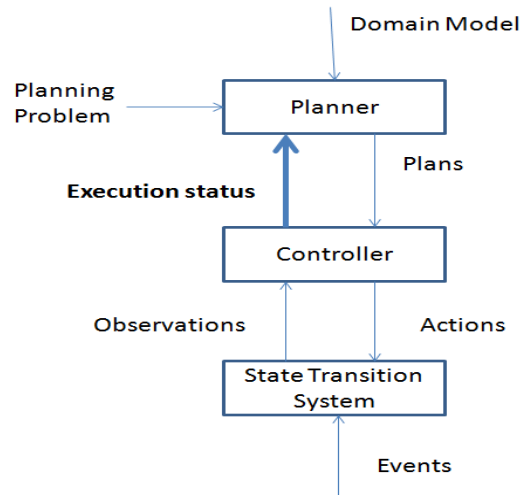 Domain Model
Planning
Problem
Planner
Execution status
Plans
Controller
Observations
Actions
State Transition
System
Events